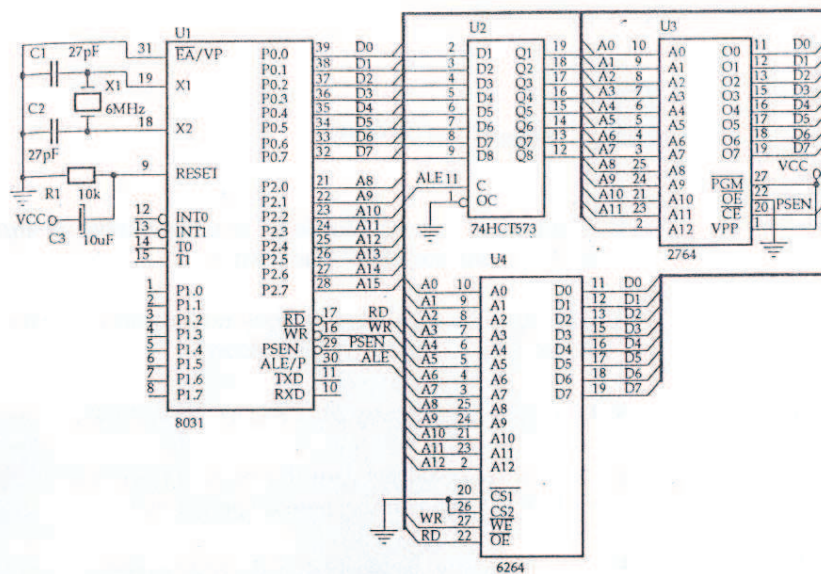 U1
U2
U3
C1
27pF
X1
6MHz
C2
27pF
R1
10k
VCC
C3
10uF
31 EA/VP
19 X1
18 X2
9 RESET
12 INT0
13 INT1
14 T0
15 T1
1 P1.0
2 P1.1
3 P1.2
4 P1.3
5 P1.4
6 P1.5
7 P1.6
8 P1.7
P0.0 39 D0
P0.1 38 D1
P0.2 37 D2
P0.3 36 D3
P0.4 35 D4
P0.5 34 D5
P0.6 33 D6
P0.7 32 D7
P2.0 21 A8
P2.1 22 A9
P2.2 23 A10
P2.3 24 A11
P2.4 25 A12
P2.5 26 A13
P2.6 27 A14
P2.7 28 A15
RD 17 RD
WR 16 WR
PSEN 29 PSEN
ALE/P 30 ALE
TXD 11
RXD 10
8031
2 D1 Q1 19
3 D2 Q2 18
4 D3 Q3 17
5 D4 Q4 16
6 D5 Q5 15
7 D6 Q6 14
8 D7 Q7 13
9 D8 Q8 12
ALE 11 C
1 OC
74HCT573
A0 10 A0 O0 11 D0
A1 9 A1 O1 12 D1
A2 8 A2 O2 13 D2
A3 7 A3 O3 15 D3
A4 6 A4 O4 16 D4
A5 5 A5 O5 17 D5
A6 4 A6 O6 18 D6
A7 3 A7 O7 19 D7
A8 25 A8
A9 24 A9
A10 21 A10
A11 23 A11
2 A12
VCC
PGM 27
OE 22
CE 20 PSEN
VPP 1
2764
U4
A0 10 A0 D0 11 D0
A1 9 A1 D1 12 D1
A2 8 A2 D2 13 D2
A3 7 A3 D3 15 D3
A4 6 A4 D4 16 D4
A5 5 A5 D5 17 D5
A6 4 A6 D6 18 D6
A7 3 A7 D7 19 D7
A8 25 A8
A9 24 A9
A10 21 A10
A11 23 A11
A12 2 A12
20 CS1
26 CS2
WR 27 WE
RD 22 OE
6264